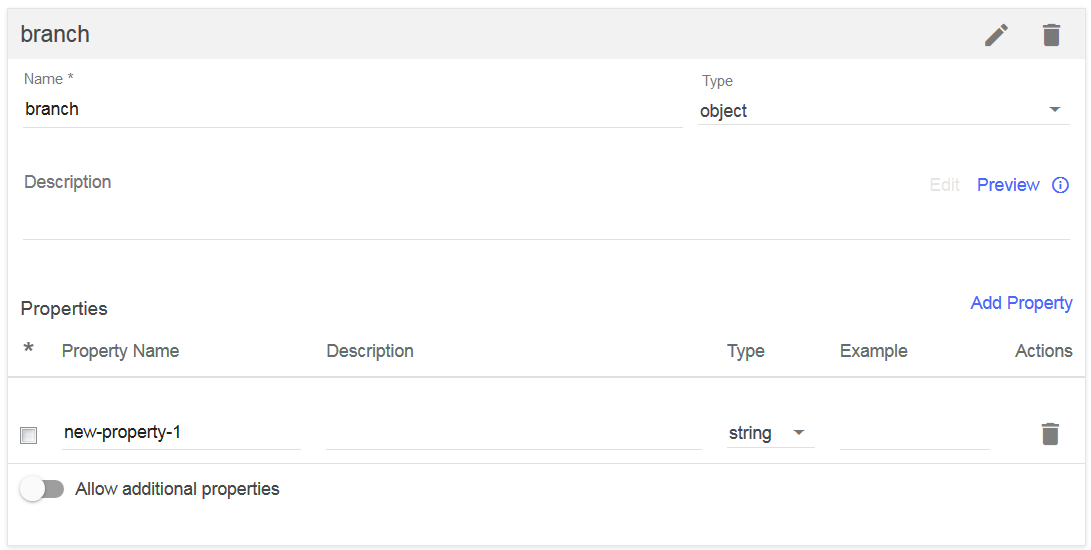 branch
Name *
Type
branch
object
Description
Edit Preview
Properties
Add Property
* Property Name Description Type Example Actions
new-property-1 string
Allow additional properties